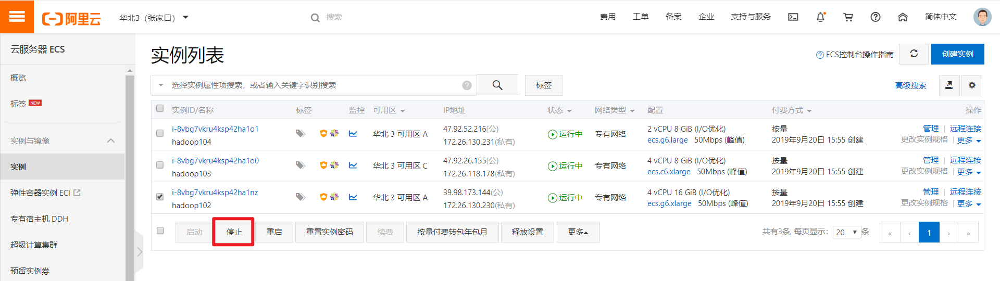 阿里云 华北3（张家口） 搜索 费用 工单 备案 企业 支持与服务 简体中文
云服务器 ECS
概览
标签 NEW
实例与镜像
实例
弹性容器实例 ECI
专有宿主机 DDH
超级计算集群
预留实例券
实例列表
ECS控制台操作指南 创建实例
选择实例属性项搜索，或者输入关键字识别搜索 标签 高级搜索
实例ID/名称 标签 监控 可用区 IP地址 状态 网络类型 配置 付费方式 操作
i-8vbg7vkru4ksp42ha1o1 47.92.52.216(公) 2 vCPU 8 GiB (I/O优化) 按量 管理 | 远程连接
hadoop104 华北 3 可用区 A 172.26.130.231(私有) 运行中 专有网络 ecs.g6.large 50Mbps (峰值) 2019年9月20日 15:55 创建 更改实例规格 | 更多
i-8vbg7vkru4ksp42ha1o0 47.92.26.155(公) 4 vCPU 8 GiB (I/O优化) 按量 管理 | 远程连接
hadoop103 华北 3 可用区 C 172.26.118.178(私有) 运行中 专有网络 ecs.c6.xlarge 50Mbps (峰值) 2019年9月20日 15:55 创建 更改实例规格 | 更多
i-8vbg7vkru4ksp42ha1nz 39.98.173.144(公) 4 vCPU 16 GiB (I/O优化) 按量 管理 | 远程连接
hadoop102 华北 3 可用区 A 172.26.130.230(私有) 运行中 专有网络 ecs.g6.xlarge 50Mbps (峰值) 2019年9月20日 15:55 创建 更改实例规格 | 更多
启动 停止 重启 重置实例密码 续费 按量付费转包年包月 释放设置 更多 共有3条, 每页显示: 20 条 « ‹ 1 › »